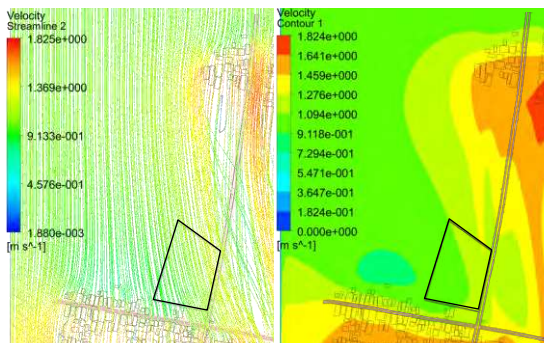 Velocity
Streamline 2
1.825e+000
1.369e+000
9.133e-001
4.576e-001
1.880e-003
[m s^-1]
Velocity
Contour 1
1.824e+000
1.641e+000
1.459e+000
1.276e+000
1.094e+000
9.118e-001
7.294e-001
5.471e-001
3.647e-001
1.824e-001
0.000e+000
[m s^-1]